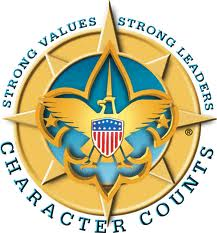 STRONG VALUES STRONG LEADERS
®
CHARACTER COUNTS